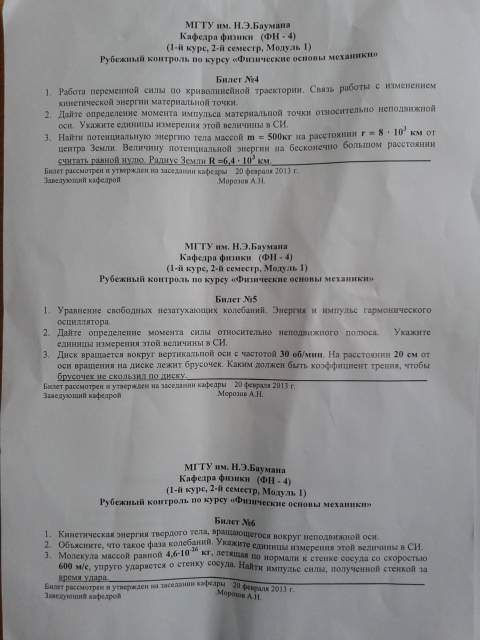 МГТУ им. Н.Э.Баумана
Кафедра физики (ФН - 4)
(1-й курс, 2-й семестр, Модуль 1)
Рубежный контроль по курсу «Физические основы механики»
Билет №4
1. Работа переменной силы по криволинейной траектории. Связь работы с изменением
кинетической энергии материальной точки.
2. Дайте определение момента импульса материальной точки относительно неподвижной
оси. Укажите единицы измерения этой величины в СИ.
3. Найти потенциальную энергию тела массой m = 500кг на расстоянии r = 8 · 10³ км от
центра Земли. Величину потенциальной энергии на бесконечно большом расстоянии
считать равной нулю. Радиус Земли R =6,4 · 10³ км.
Билет рассмотрен и утвержден на заседании кафедры 20 февраля 2013 г.
Заведующий кафедрой .Морозов А.Н.
МГТУ им. Н.Э.Баумана
Кафедра физики (ФН - 4)
(1-й курс, 2-й семестр, Модуль 1)
Рубежный контроль по курсу «Физические основы механики»
Билет №5
1. Уравнение свободных незатухающих колебаний. Энергия и импульс гармонического
осциллятора.
2. Дайте определение момента силы относительно неподвижного полюса. Укажите
единицы измерения этой величины в СИ.
3. Диск вращается вокруг вертикальной оси с частотой 30 об/мин. На расстоянии 20 см от
оси вращения на диске лежит брусочек. Каким должен быть коэффициент трения, чтобы
брусочек не скользил по диску.
Билет рассмотрен и утвержден на заседании кафедры 20 февраля 2013 г.
Заведующий кафедрой .Морозов А.Н.
МГТУ им. Н.Э.Баумана
Кафедра физики (ФН - 4)
(1-й курс, 2-й семестр, Модуль 1)
Рубежный контроль по курсу «Физические основы механики»
Билет №6
1. Кинетическая энергия твердого тела, вращающегося вокруг неподвижной оси.
2. Объясните, что такое фаза колебаний. Укажите единицы измерения этой величины в СИ.
3. Молекула массой равной 4,6·10⁻²⁶ кг, летящая по нормали к стенке сосуда со скоростью
600 м/с, упруго ударяется о стенку сосуда. Найти импульс силы, полученной стенкой за
время удара.
Билет рассмотрен и утвержден на заседании кафедры 20 февраля 2013 г.
Заведующий кафедрой .Морозов А.Н.